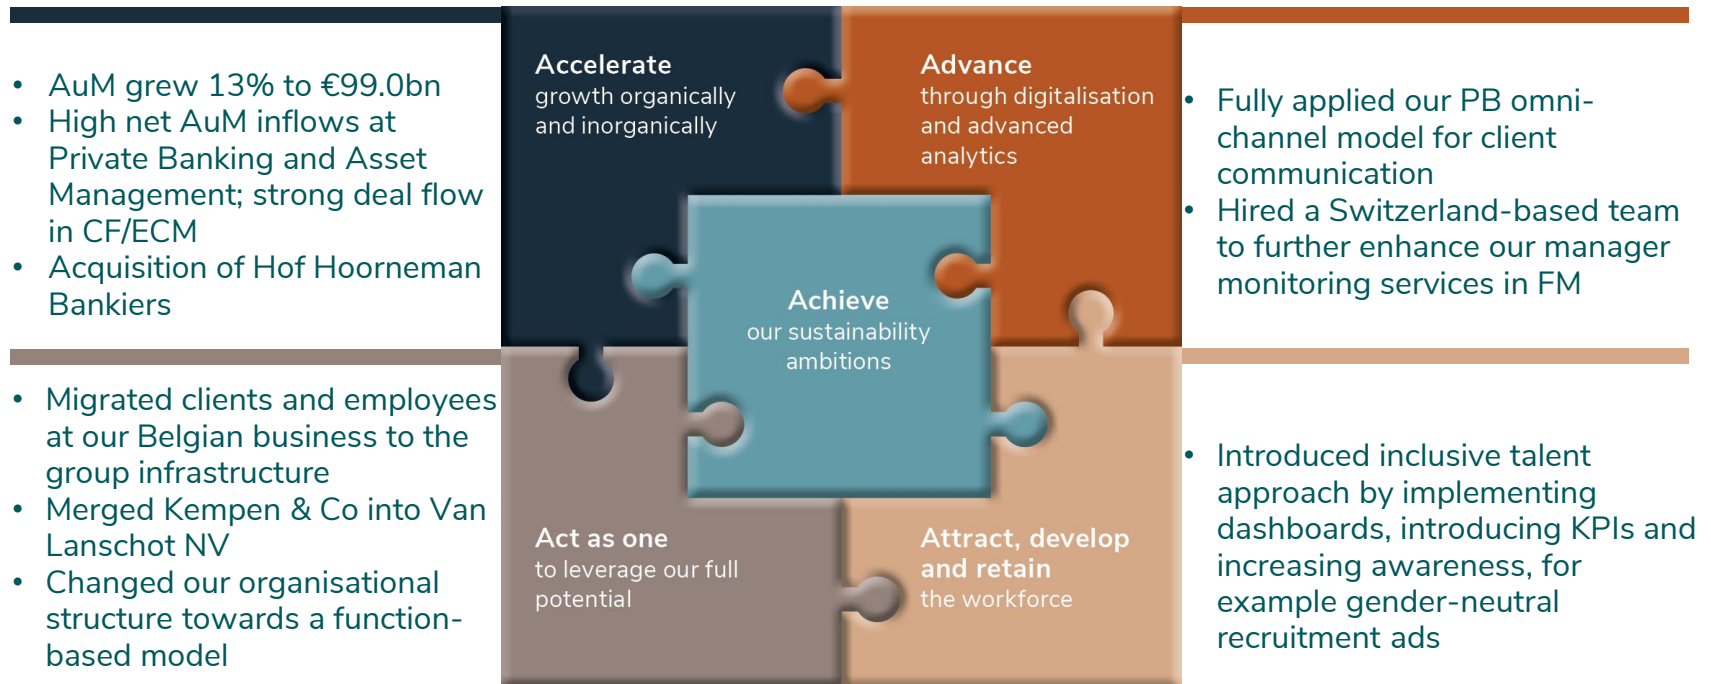 • AuM grew 13% to €99.0bn
• High net AuM inflows at
Private Banking and Asset
Management; strong deal flow
in CF/ECM
• Acquisition of Hof Hoorneman
Bankiers
Accelerate
growth organically
and inorganically
Advance
through digitalisation
and advanced
analytics
• Fully applied our PB omni-
channel model for client
communication
• Hired a Switzerland-based team
to further enhance our manager
monitoring services in FM
Achieve
our sustainability
ambitions
• Migrated clients and employees
at our Belgian business to the
group infrastructure
• Merged Kempen & Co into Van
Lanschot NV
• Changed our organisational
structure towards a function-
based model
Act as one
to leverage our full
potential
Attract, develop
and retain
the workforce
• Introduced inclusive talent
approach by implementing
dashboards, introducing KPIs and
increasing awareness, for
example gender-neutral
recruitment ads